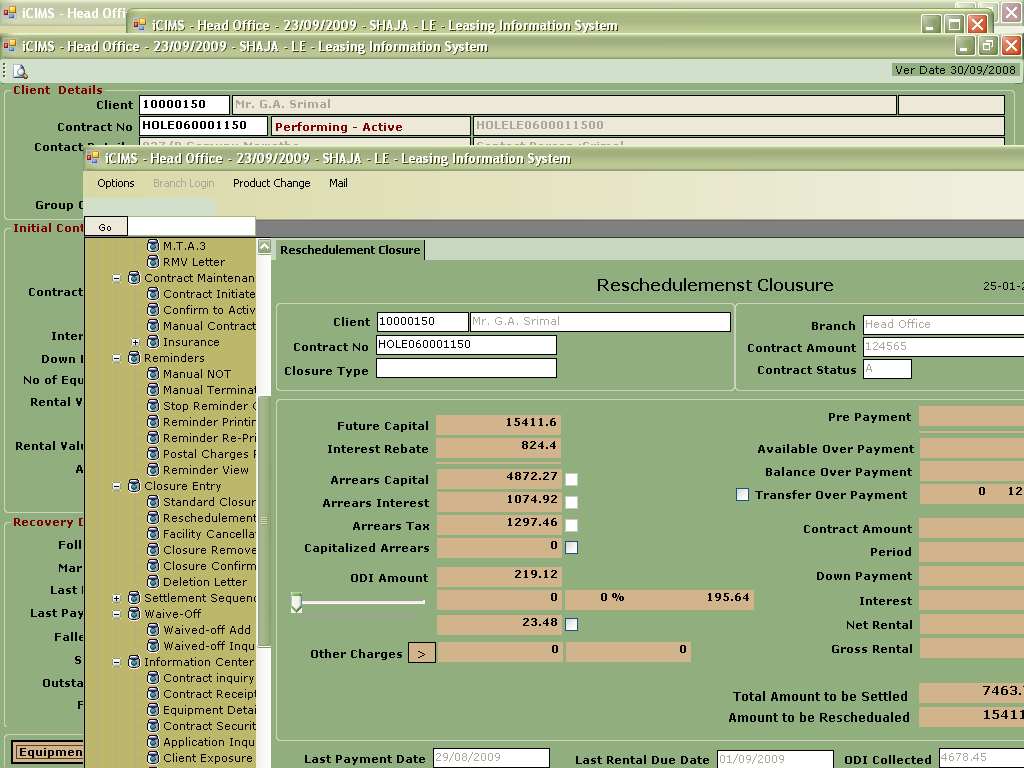 iCIMS - Head Offi
iCIMS - Head Office - 23/09/2009 - SHAJA - LE - Leasing Information System
iCIMS - Head Office - 23/09/2009 - SHAJA - LE - Leasing Information System
Ver Date 30/09/2008
Client Details
Client 10000150 Mr. G.A. Srimal
Contract No HOLE060001150 Performing - Active HOLELE0600011500
iCIMS - Head Office - 23/09/2009 - SHAJA - LE - Leasing Information System
Options Branch Login Product Change Mail
Group C
Go
Initial Cont
Contract
Inter
Down I
No of Equ
Rental V
Rental Valu
A
Recovery D
Foll
Mar
Last I
Last Pay
Falle
S
Outsta
F
Equipmen
M.T.A.3
RMV Letter
Contract Maintenan
Contract Initiate
Confirm to Activ
Manual Contract
Insurance
Reminders
Manual NOT
Manual Terminat
Stop Reminder
Reminder Printin
Reminder Re-Pri
Postal Charges
Reminder View
Closure Entry
Standard Closur
Reschedulement
Facility Cancella
Closure Remove
Closure Confirm
Deletion Letter
Settlement Sequenc
Waive-Off
Waived-off Add
Waived-off Inqu
Information Center
Contract inquiry
Contract Receipt
Equipment Detai
Contract Securit
Application Inqu
Client Exposure
Reschedulement Closure
Reschedulemenst Clousure 25-01-2
Client 10000150 Mr. G.A. Srimal
Contract No HOLE060001150
Closure Type
Branch Head Office
Contract Amount 124565
Contract Status A
Future Capital 15411.6
Interest Rebate 824.4
Arrears Capital 4872.27
Arrears Interest 1074.92
Arrears Tax 1297.46
Capitalized Arrears 0
ODI Amount 219.12
0 0 % 195.64
23.48
Other Charges > 0 0
Pre Payment
Available Over Payment
Balance Over Payment
Transfer Over Payment 0 12
Contract Amount
Period
Down Payment
Interest
Net Rental
Gross Rental
Total Amount to be Settled 7463.
Amount to be Reschedualed 15411
Last Payment Date 29/08/2009 Last Rental Due Date 01/09/2009 ODI Collected 4678.45